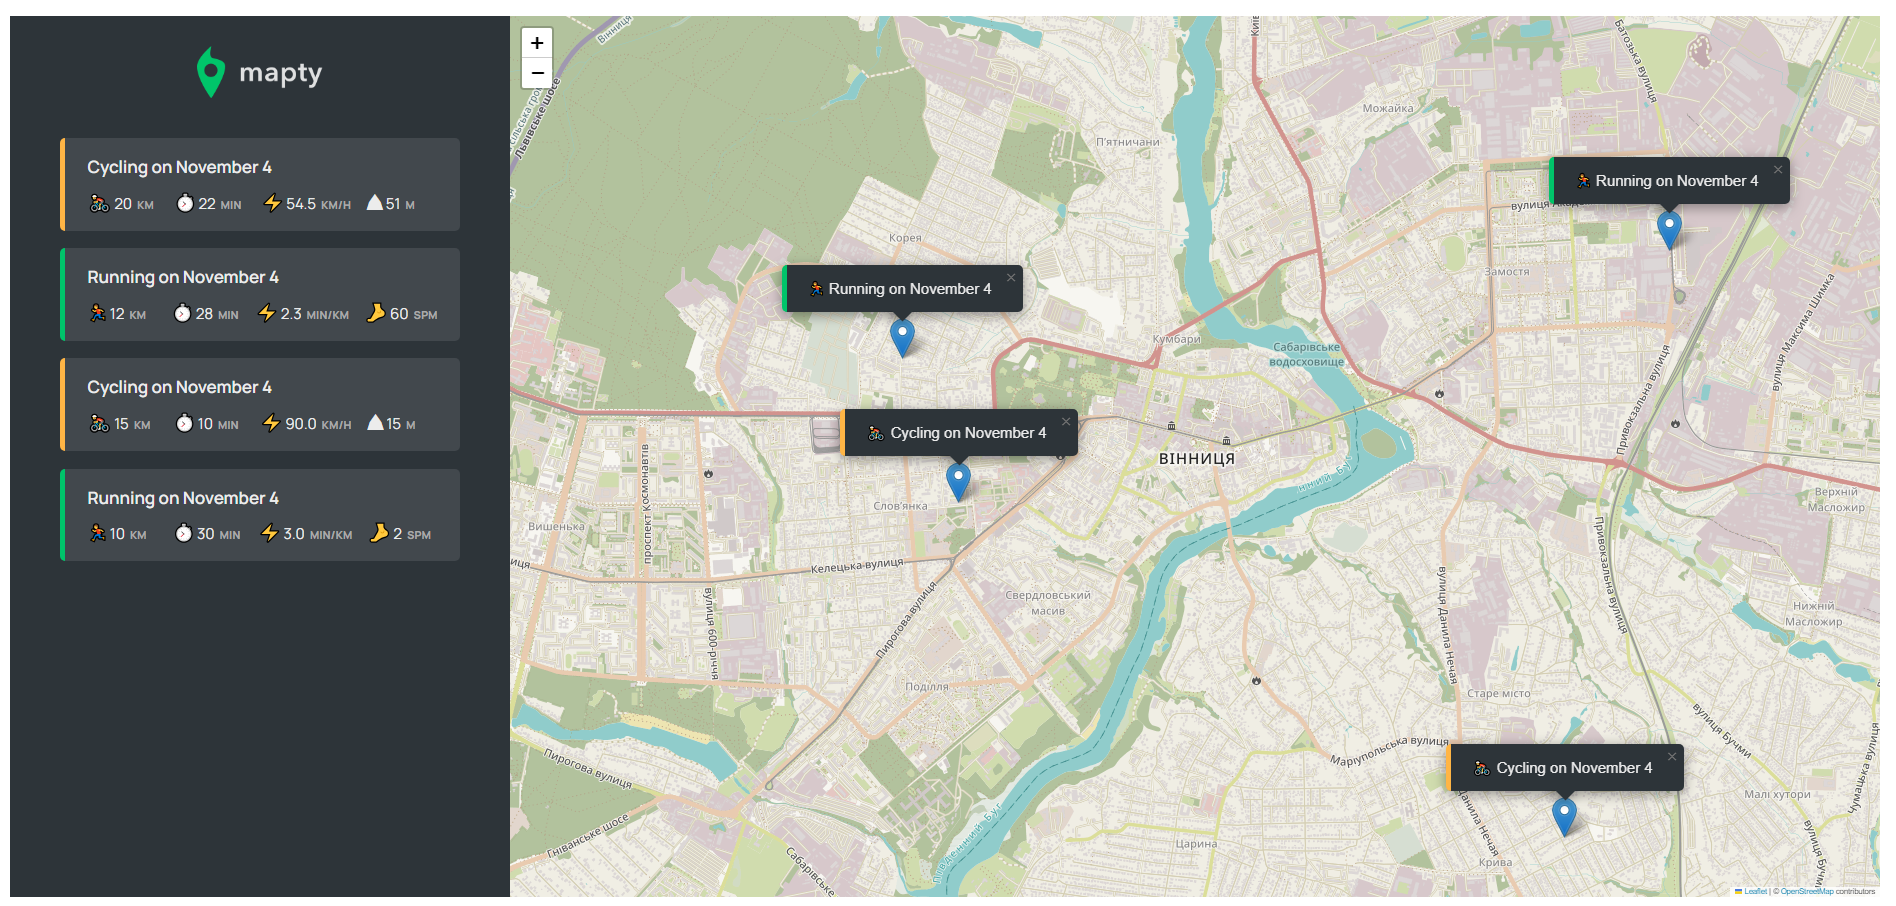 mapty
Cycling on November 4
20 KM 22 MIN 54.5 KM/H 51 M
Running on November 4
12 KM 28 MIN 2.3 MIN/KM 60 SPM
Cycling on November 4
15 KM 10 MIN 90.0 KM/H 15 M
Running on November 4
10 KM 30 MIN 3.0 MIN/KM 2 SPM
+
−
Вінниця
Львівське шосе
Батозька вулиця
Можайка
П'ятничани
Running on November 4
Корея
Замостя
Running on November 4
вулиця Максима Шимка
Кумбари
Сабарівське
водосховище
Привокзальна вулиця
Cycling on November 4
ВІННИЦЯ
проспект Космонавтів
Слов'янка
Вишенька
Верхній
Масложир
Келецька вулиця
Привокзальна вулиця
вулиця Данила Нечая
Свердловський
масив
вулиця 600-річчя
Пирогова вулиця
Нижній
Масложир
Поділля
Старе місто
вулиця Бучми
Маріупольська вулиця
Чумацька вулиця
Cycling on November 4
Пирогова вулиця
Малі хутори
Данила Нечая
Гніванське шосе
Південний Буг
Царина
Крива
Сабарівське
Leaflet | © OpenStreetMap contributors